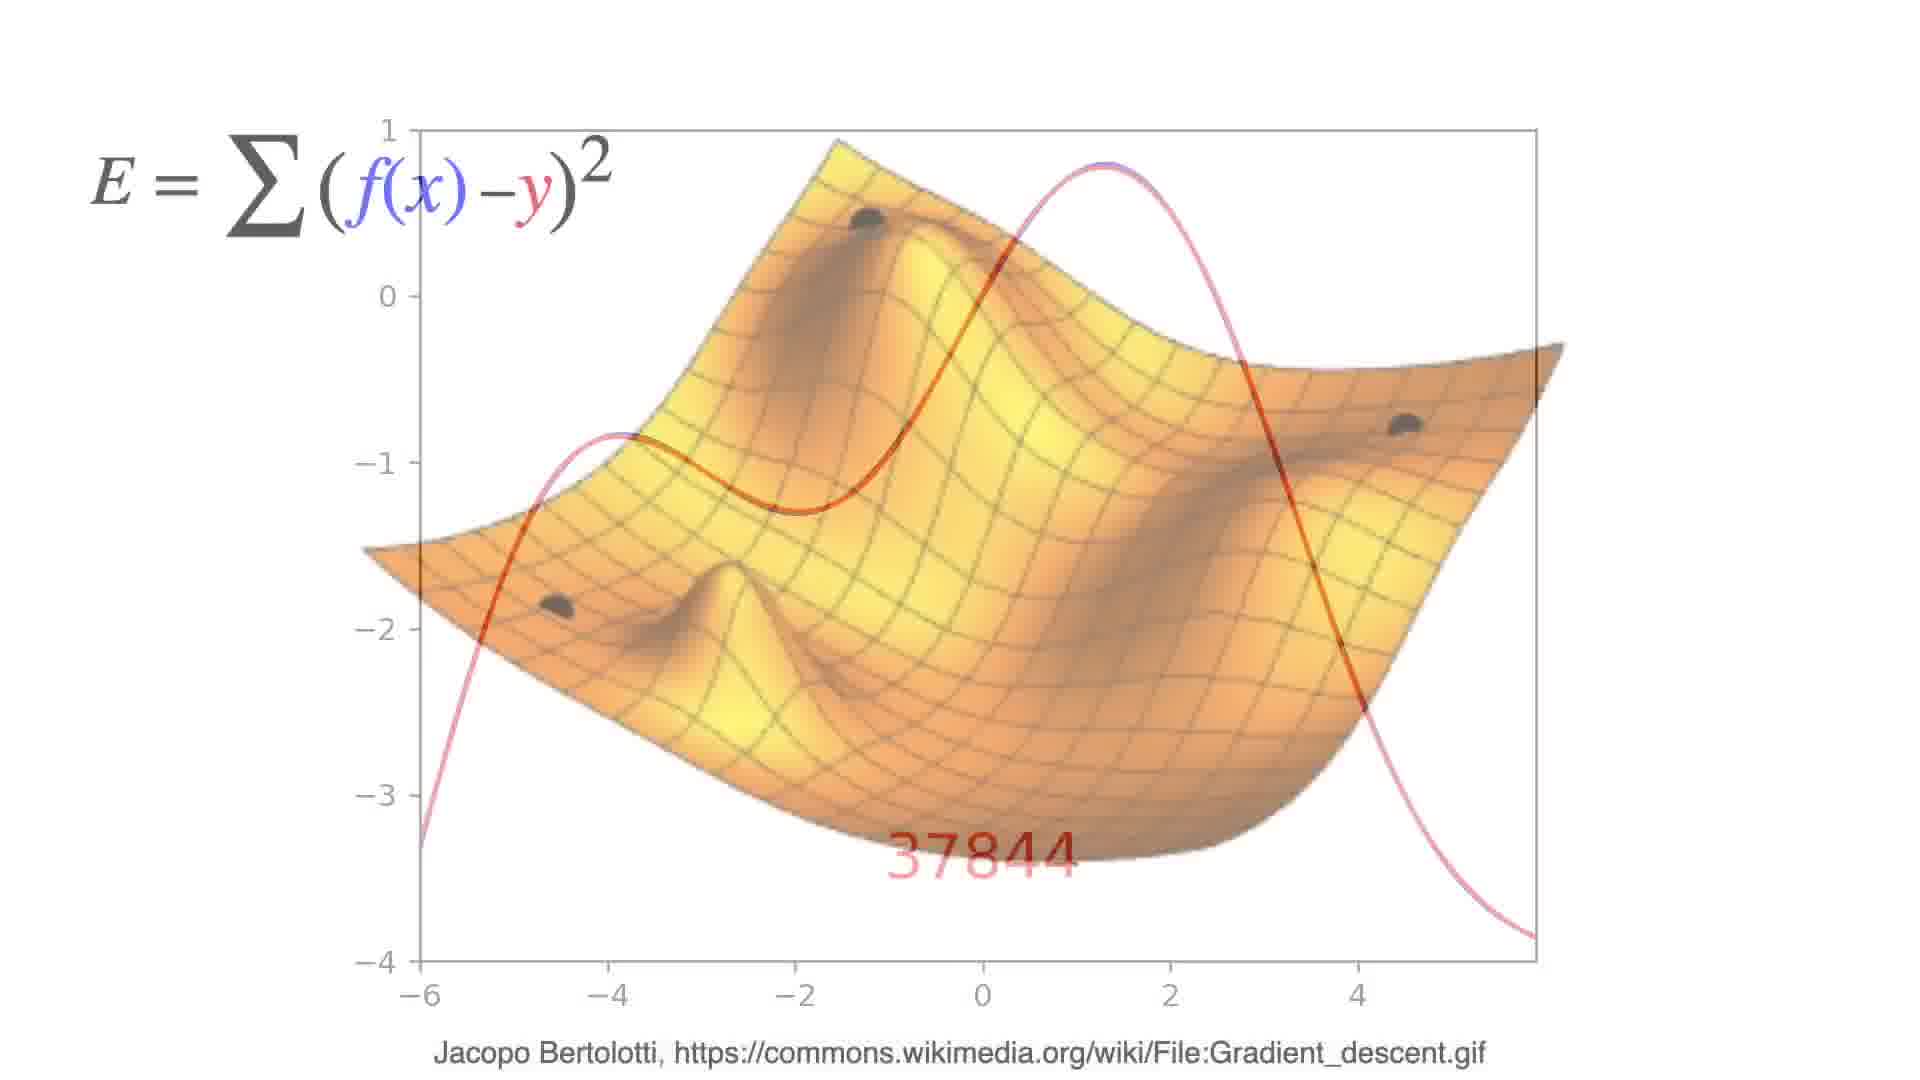 E = ∑(f(x) −y)²
1
0
−1
−2
−3
−4
−6 −4 −2 0 2 4
37844
Jacopo Bertolotti, https://commons.wikimedia.org/wiki/File:Gradient_descent.gif